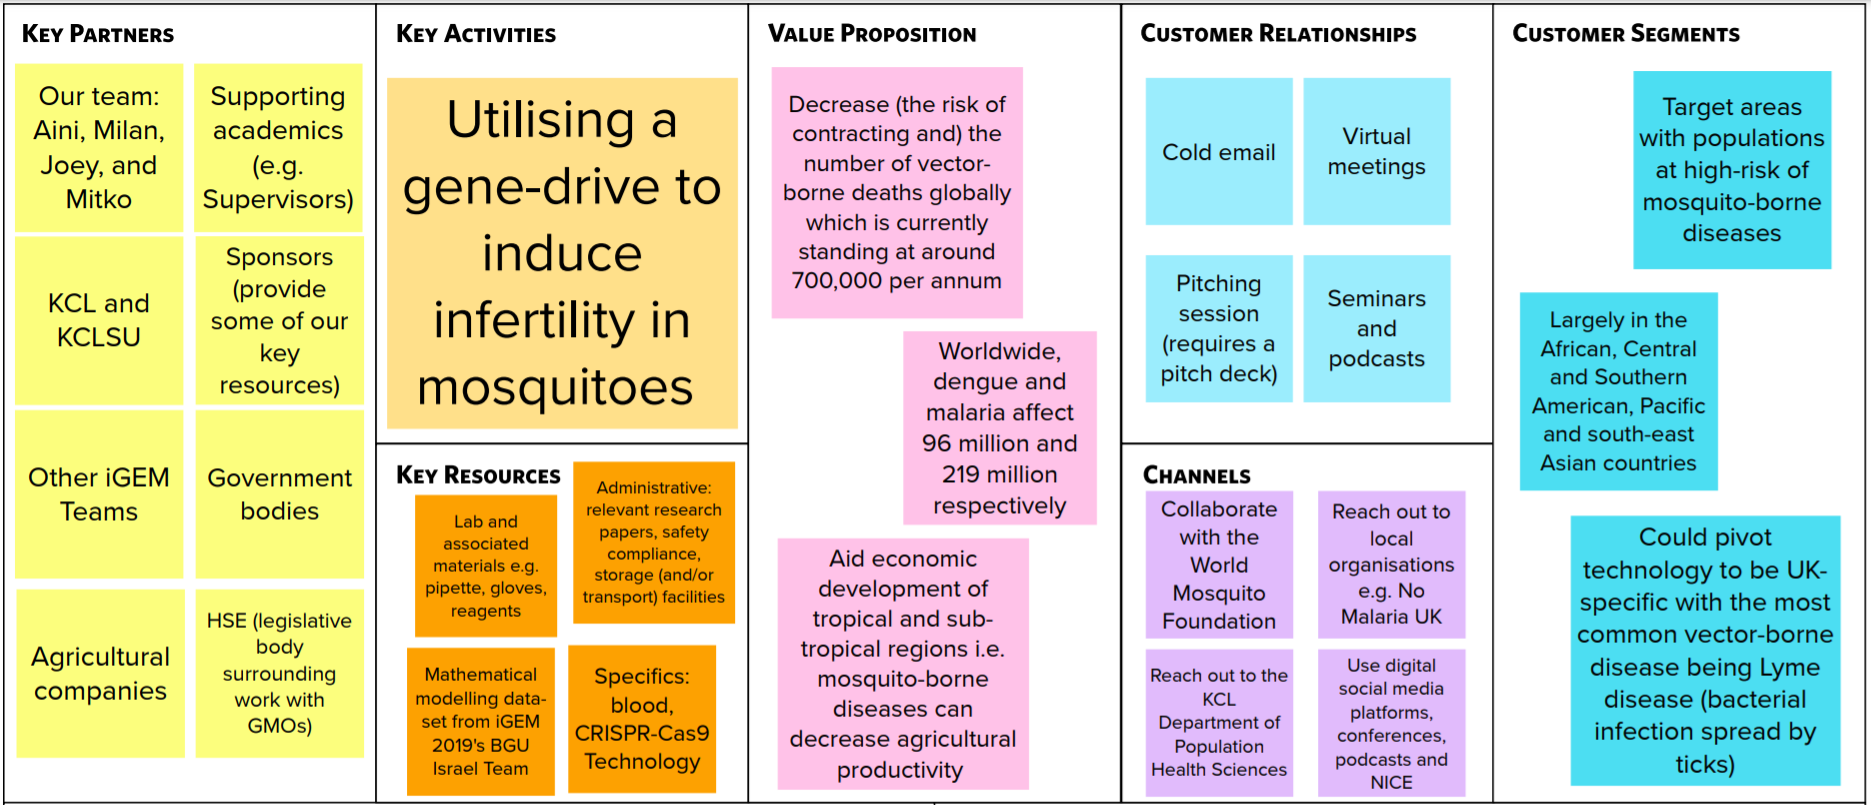 KEY PARTNERS
Our team:
Aini, Milan,
Joey, and
Mitko
Supporting
academics
(e.g.
Supervisors)
KCL and
KCLSU
Sponsors
(provide
some of our
key
resources)
Other iGEM
Teams
Government
bodies
Agricultural
companies
HSE (legislative
body
surrounding
work with
GMOs)
KEY ACTIVITIES
Utilising a
gene-drive to
induce
infertility in
mosquitoes
KEY RESOURCES
Lab and
associated
materials e.g.
pipette, gloves,
reagents
Administrative:
relevant research
papers, safety
compliance,
storage (and/or
transport) facilities
Mathematical
modelling data-
set from iGEM
2019's BGU
Israel Team
Specifics:
blood,
CRISPR-Cas9
Technology
VALUE PROPOSITION
Decrease (the risk of
contracting and) the
number of vector-
borne deaths globally
which is currently
standing at around
700,000 per annum
Worldwide,
dengue and
malaria affect
96 million and
219 million
respectively
Aid economic
development of
tropical and sub-
tropical regions i.e.
mosquito-borne
diseases can
decrease agricultural
productivity
CUSTOMER RELATIONSHIPS
Cold email
Virtual
meetings
Pitching
session
(requires a
pitch deck)
Seminars
and
podcasts
CHANNELS
Collaborate
with the
World
Mosquito
Foundation
Reach out to
local
organisations
e.g. No
Malaria UK
Reach out to the
KCL
Department of
Population
Health Sciences
Use digital
social media
platforms,
conferences,
podcasts and
NICE
CUSTOMER SEGMENTS
Target areas
with populations
at high-risk of
mosquito-borne
diseases
Largely in the
African, Central
and Southern
American, Pacific
and south-east
Asian countries
Could pivot
technology to be UK-
specific with the most
common vector-borne
disease being Lyme
disease (bacterial
infection spread by
ticks)